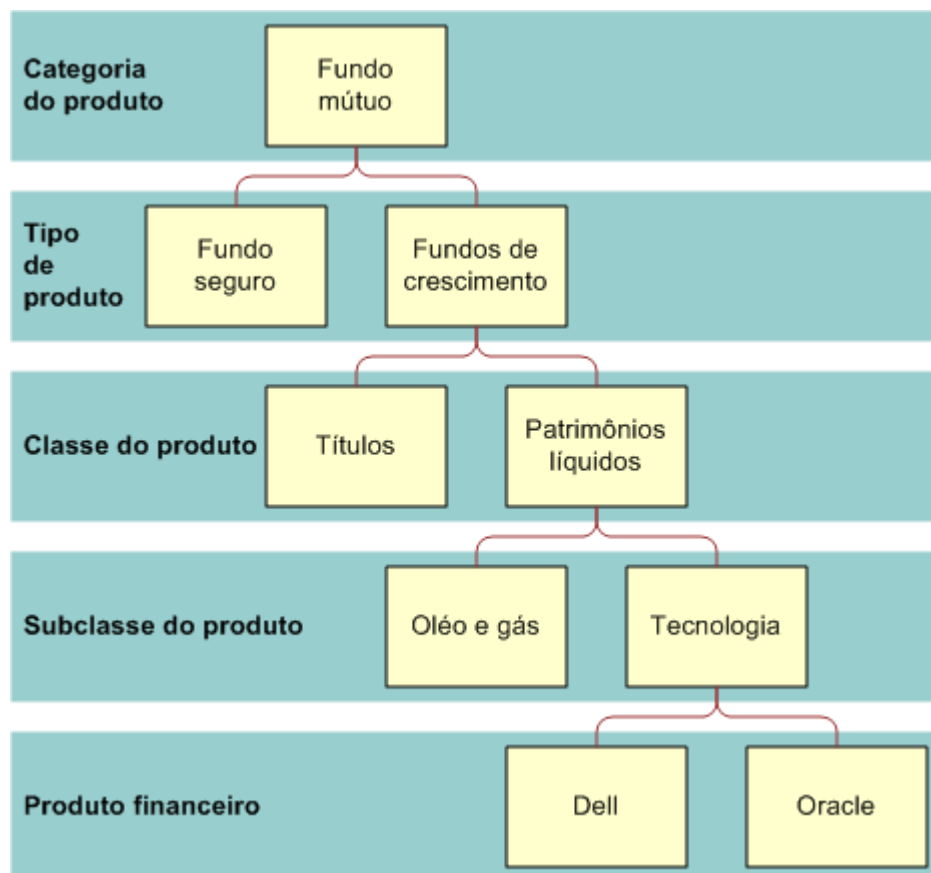 Categoria
do produto
Fundo
mútuo
Tipo
de
produto
Fundo
seguro
Fundos de
crescimento
Classe do produto
Títulos
Patrimônios
líquidos
Subclasse do produto
Oléo e gás
Tecnologia
Produto financeiro
Dell
Oracle